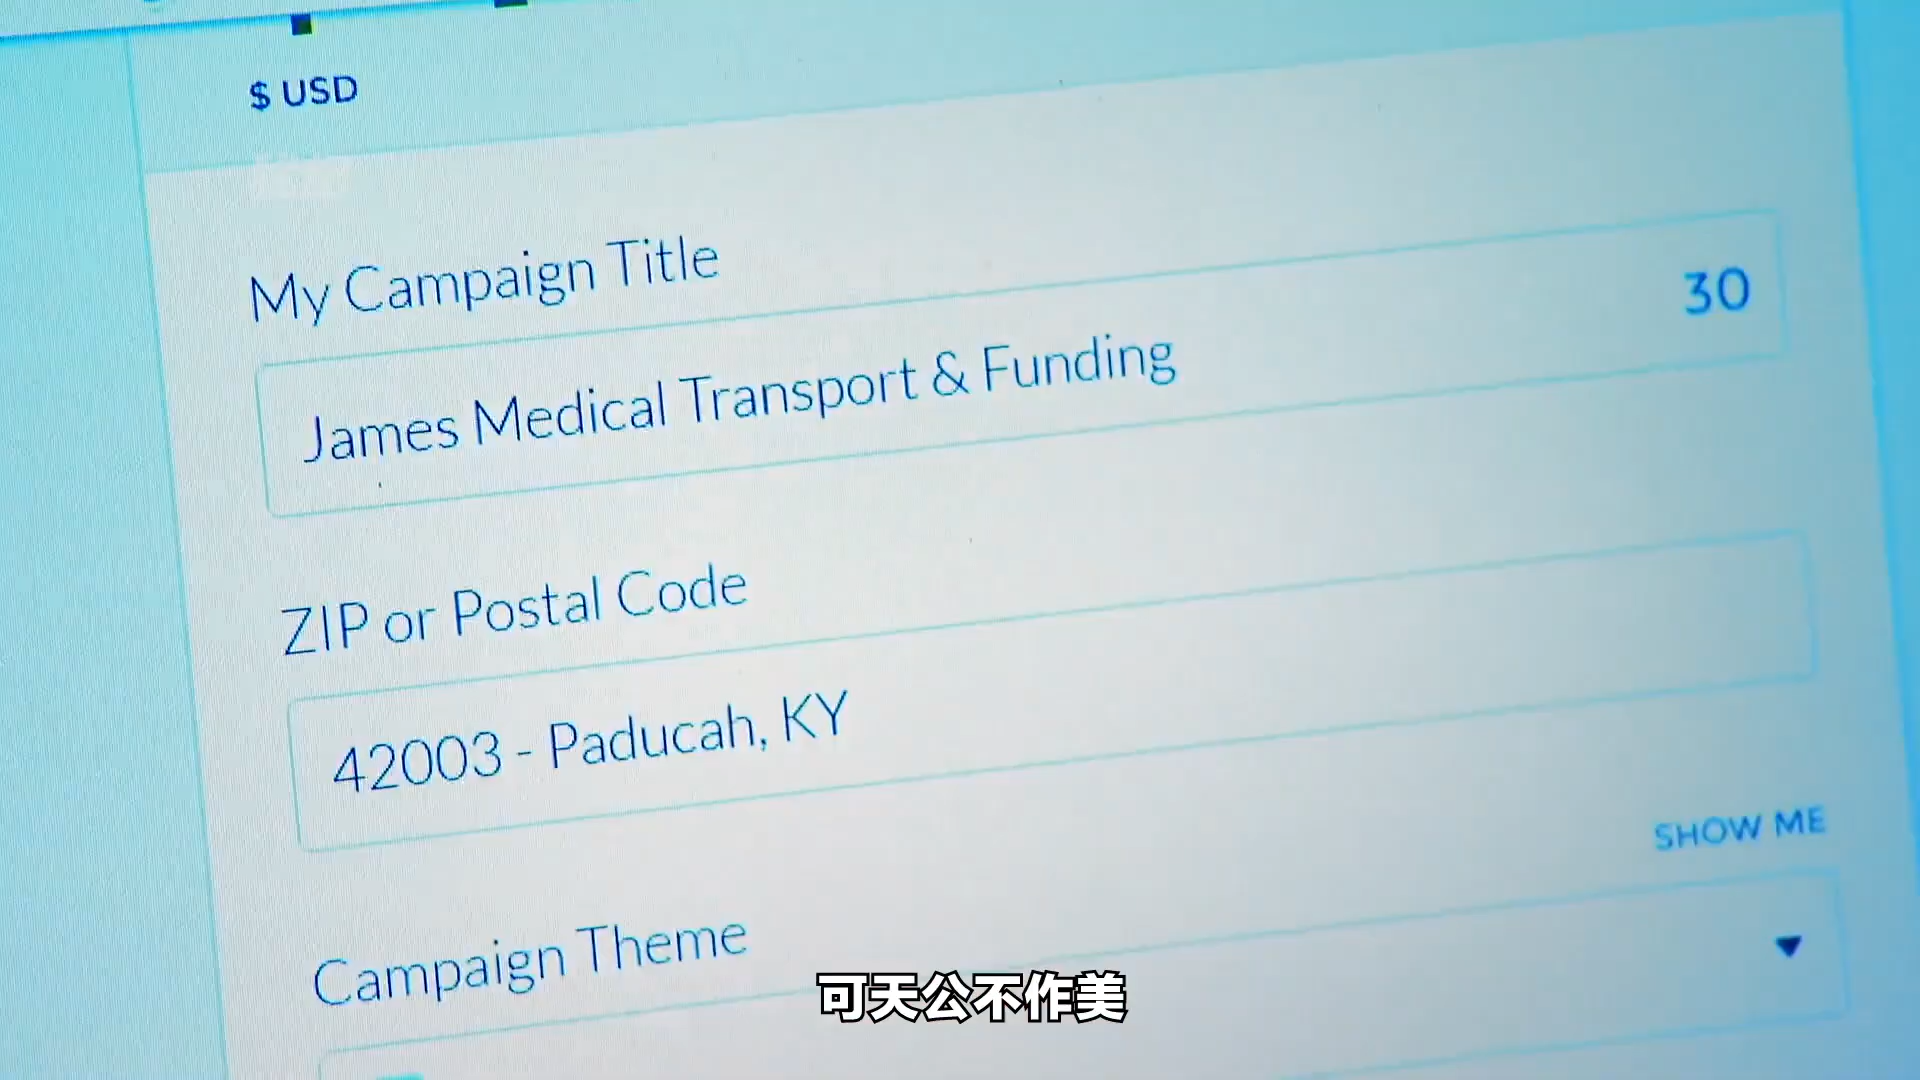 $ USD
My Campaign Title
30
James Medical Transport & Funding
ZIP or Postal Code
42003 - Paducah, KY
SHOW ME
Campaign Theme
可天公不作美